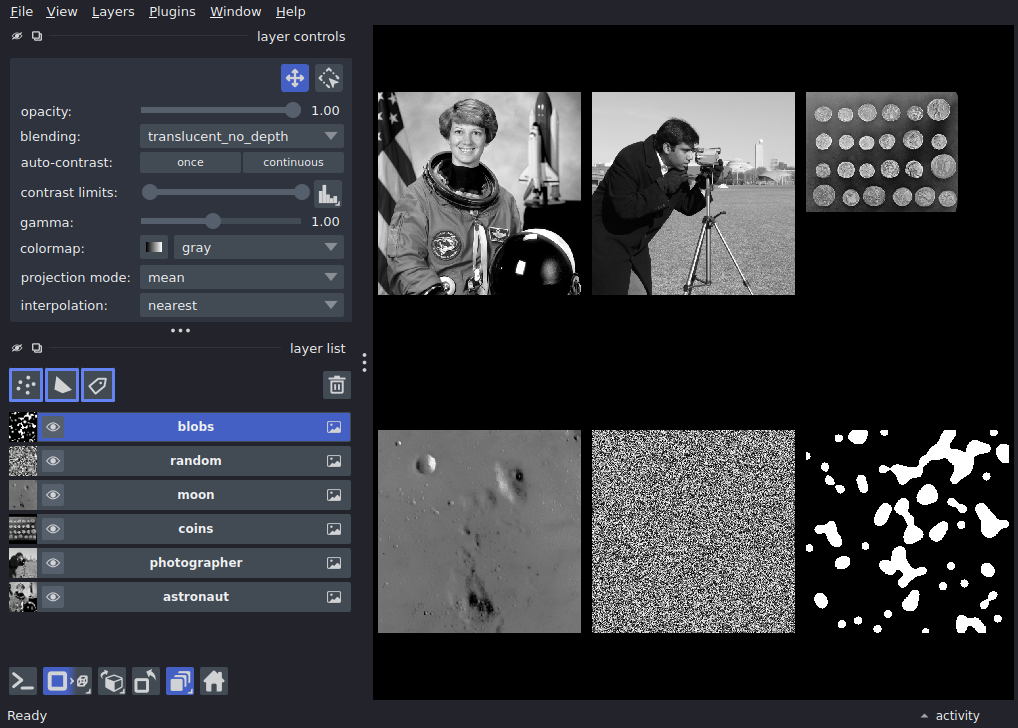 File View Layers Plugins Window Help
layer controls
opacity: 1.00
blending: translucent_no_depth
auto-contrast: once continuous
contrast limits:
gamma: 1.00
colormap: gray
projection mode: mean
interpolation: nearest
layer list
blobs
random
moon
coins
photographer
astronaut
Ready
activity